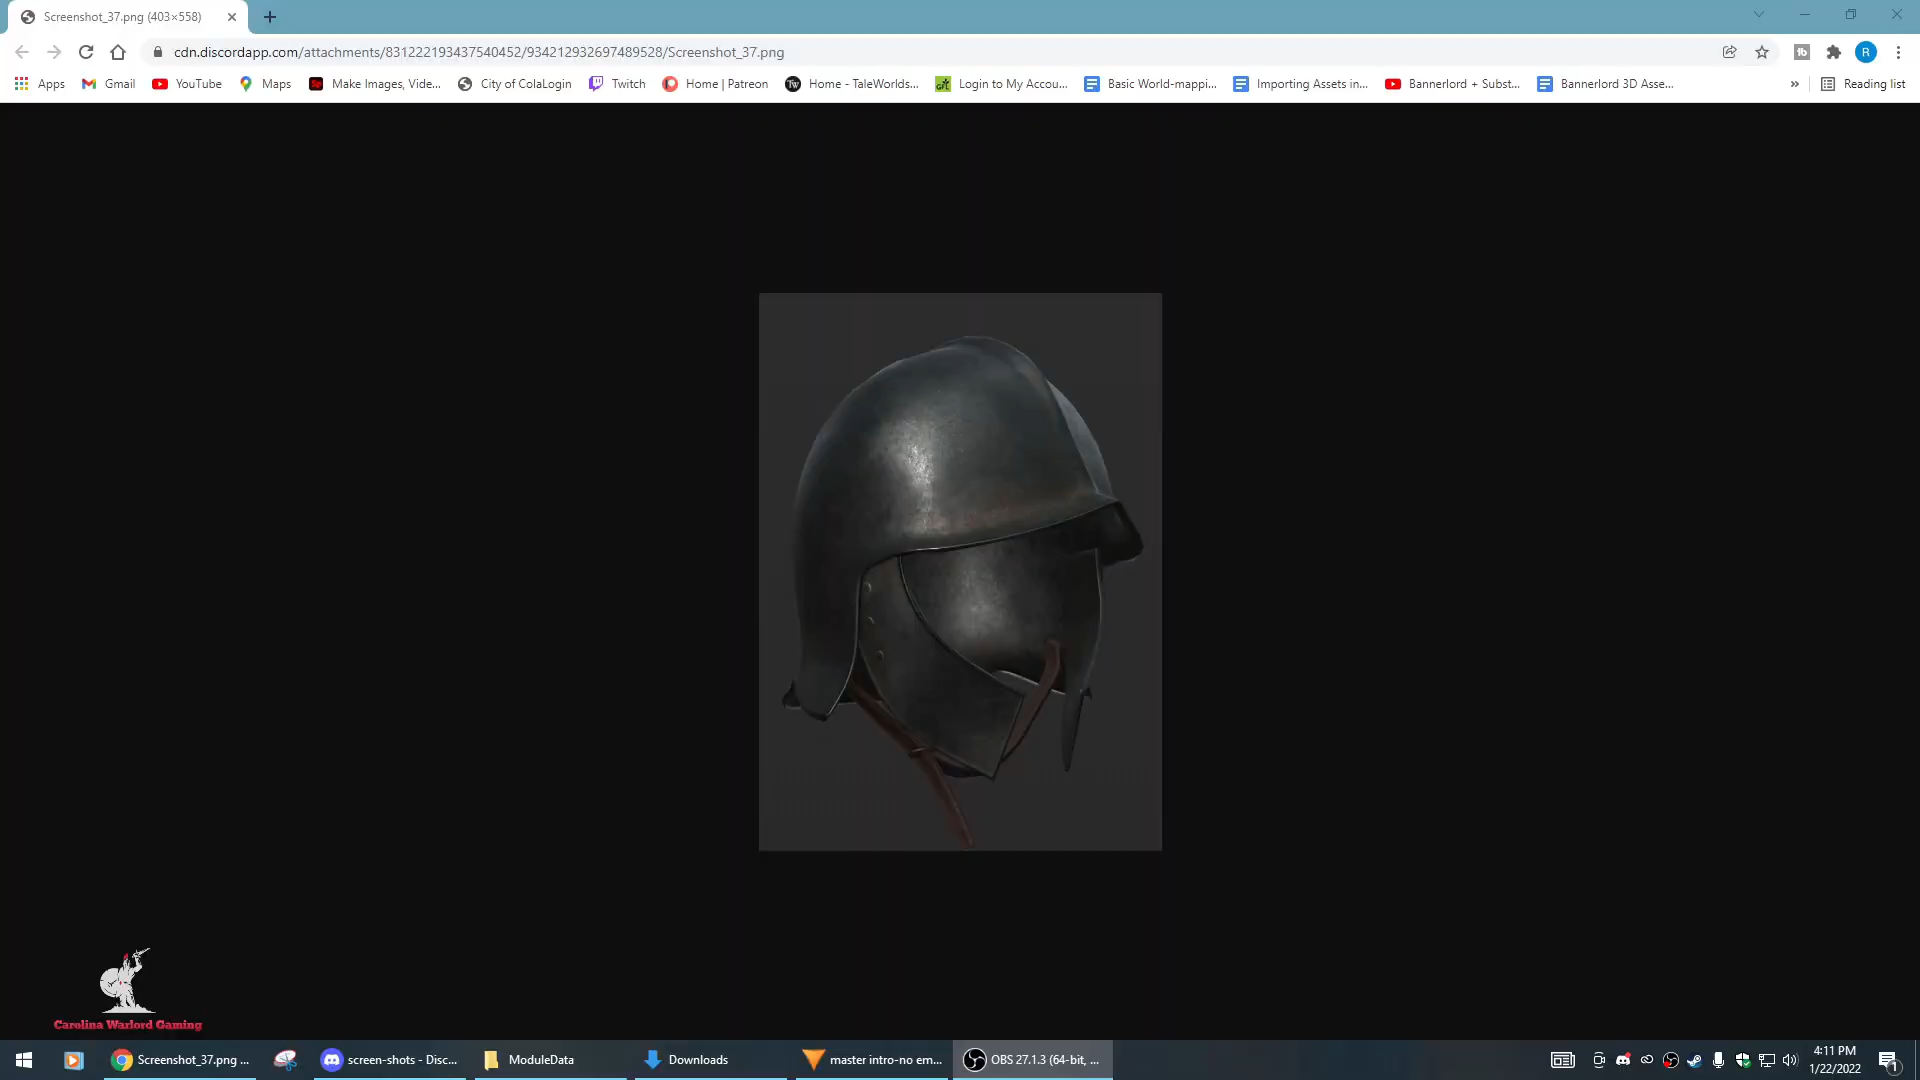 Screenshot_37.png (403×558)
cdn.discordapp.com/attachments/831222193437540452/934212932697489528/Screenshot_37.png
R
Apps
Gmail
YouTube
Maps
Make Images, Vide...
City of ColaLogin
Twitch
Home | Patreon
Home - TaleWorlds...
Login to My Accou...
Basic World-mappi...
Importing Assets in...
Bannerlord + Subst...
Bannerlord 3D Asse...
»
Reading list
Carolina Warlord Gaming
Screenshot_37.png ...
screen-shots - Disc...
ModuleData
Downloads
master intro-no em...
OBS 27.1.3 (64-bit, ...
4:11 PM
1/22/2022
1